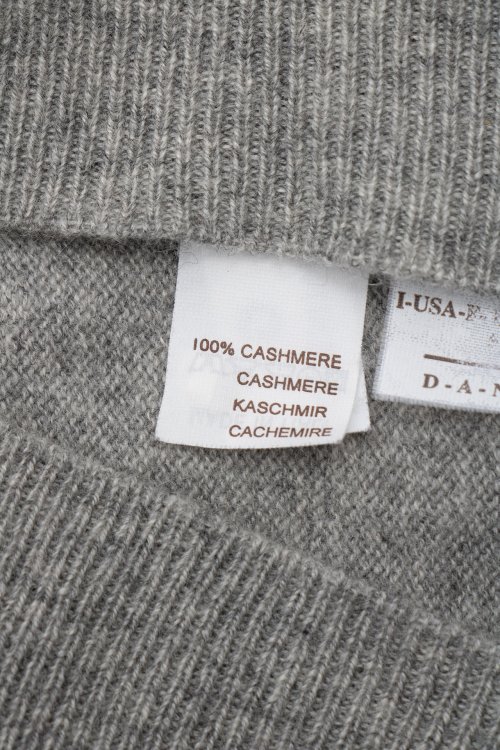 100% CASHMERE
CASHMERE
KASCHMIR
CACHEMIRE
I-USA-
D-A-N